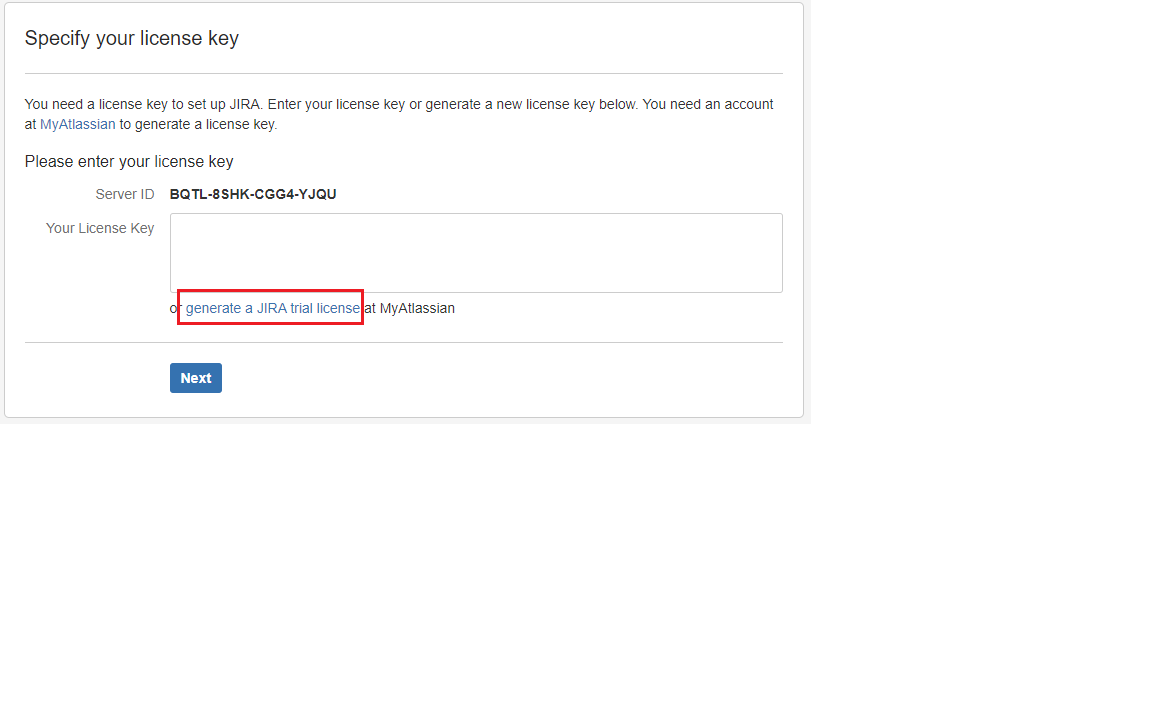 Specify your license key
You need a license key to set up JIRA. Enter your license key or generate a new license key below. You need an account
at MyAtlassian to generate a license key.
Please enter your license key
Server ID BQTL-8SHK-CGG4-YJQU
Your License Key
or generate a JIRA trial license at MyAtlassian
Next